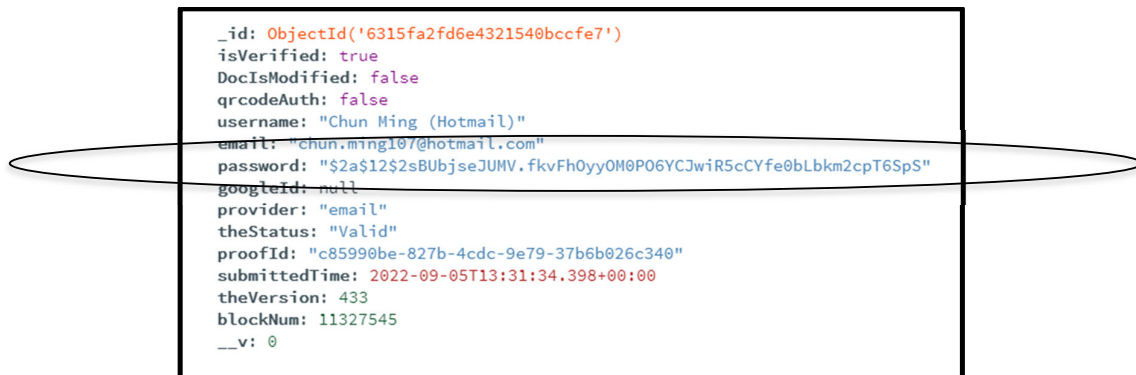 _id: ObjectId('6315fa2fd6e4321540bccfe7')
isVerified: true
DocIsModified: false
qrcodeAuth: false
username: "Chun Ming (Hotmail)"
email: "chun.ming107@hotmail.com"
password: "$2a$12$2sBUbjseJUMV.fkvFhOyyOM0PO6YCJwiR5cCYfe0bLbkm2cpT6SpS"
googleId: null
provider: "email"
theStatus: "Valid"
proofId: "c85990be-827b-4cdc-9e79-37b6b026c340"
submittedTime: 2022-09-05T13:31:34.398+00:00
theVersion: 433
blockNum: 11327545
__v: 0